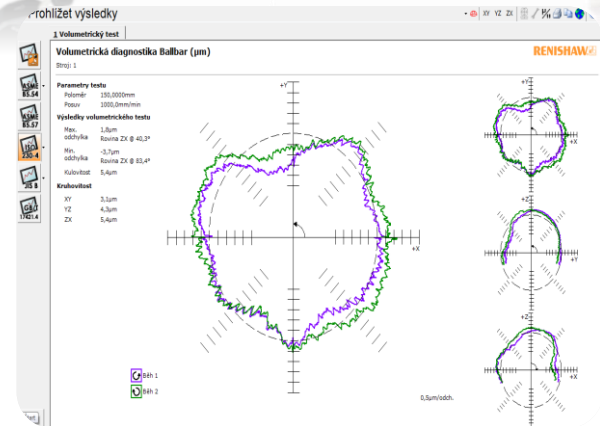 Prohlížet výsledky
XY YZ ZX
1 Volumetrický test
Volumetrická diagnostika Ballbar (µm)
RENISHAW
Stroj: 1
ASME
B5.54
ASME
B5.57
ISO
230-4
JIS B
GB/T
17421.4
Parametry testu
Poloměr 150,0000mm
Posuv 1000,0mm/min
Výsledky volumetrického testu
Max. odchylka 1,8µm
Rovina ZX @ 40,3°
Min. odchylka -3,7µm
Rovina ZX @ 83,4°
Kulovitost 5,4µm
Kruhovitost
XY 3,1µm
YZ 4,3µm
ZX 5,4µm
+Y
+X
Běh 1
Běh 2
0,5µm/odch.
+Y
+X
+Z
+Y
+Z
+X